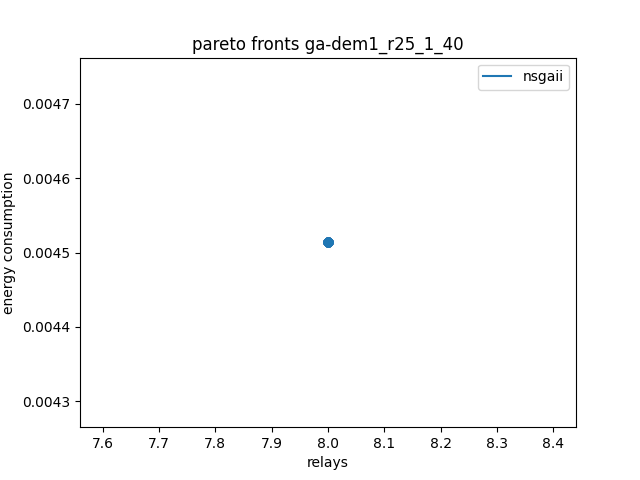 pareto fronts ga-dem1_r25_1_40
nsgaii
0.0047
0.0046
0.0045
0.0044
0.0043
energy consumption
7.6 7.7 7.8 7.9 8.0 8.1 8.2 8.3 8.4
relays